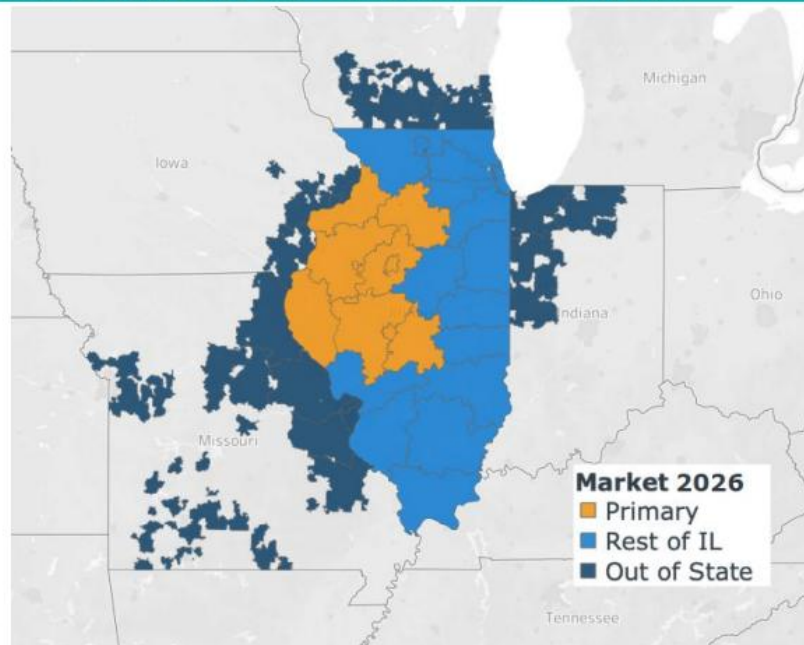 Michigan
Iowa
Ohio
Indiana
Missouri
Market 2026
Primary
Rest of IL
Out of State
Tennessee